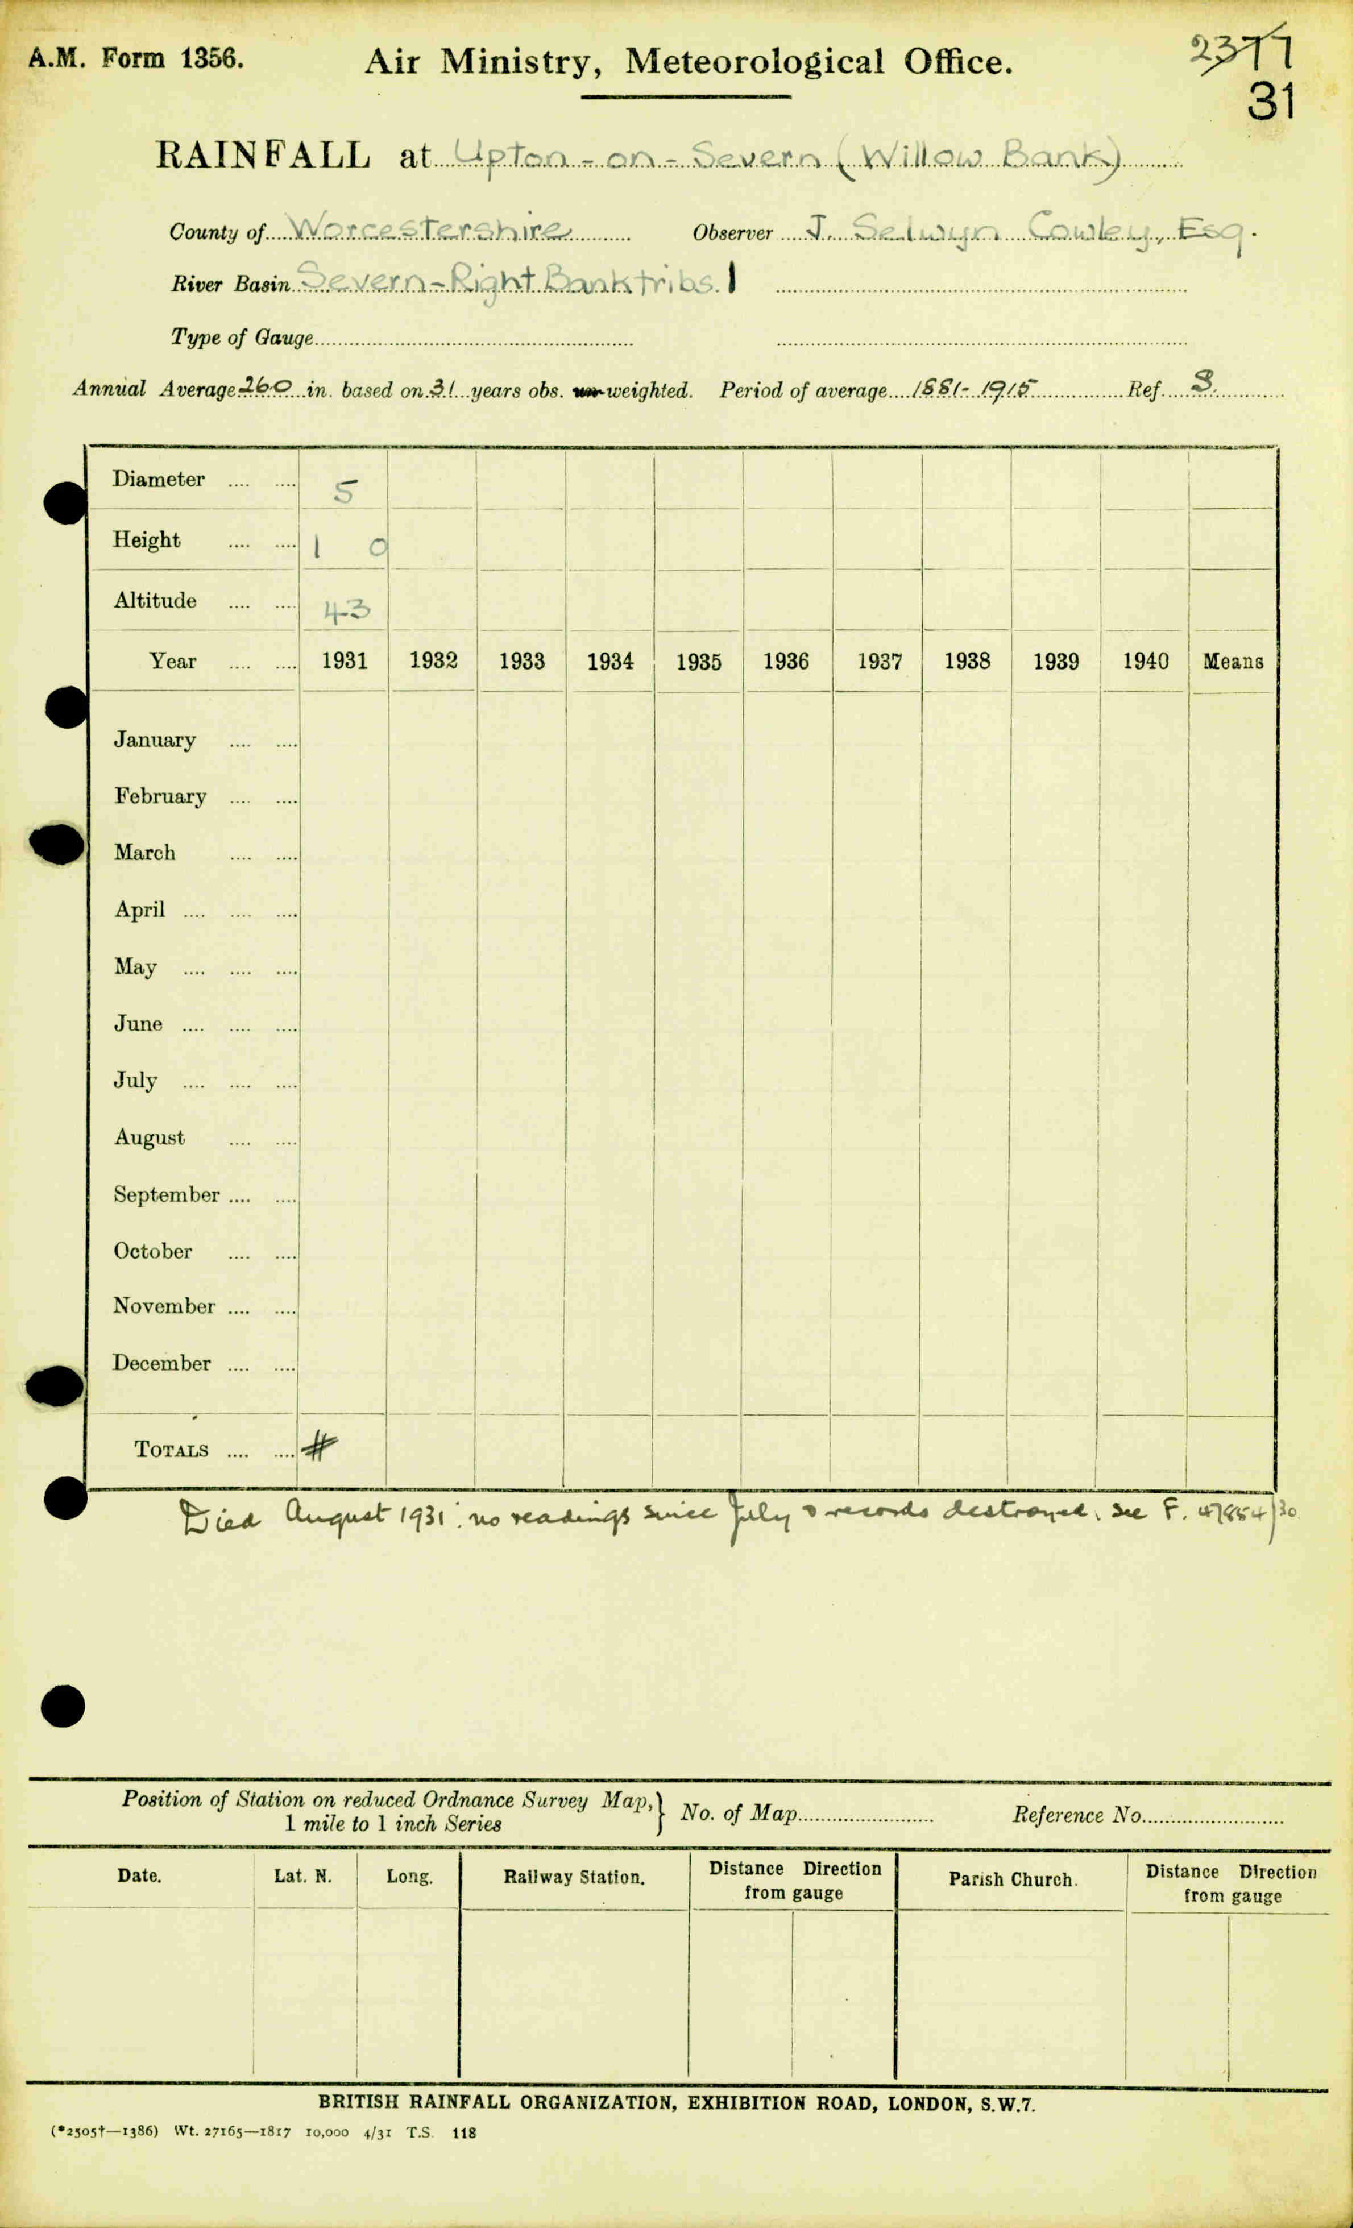 A.M. Form 1356. Air Ministry, Meteorological Office. 2377
31
RAINFALL at Upton-on-Severn (Willow Bank)
County of Worcestershire Observer J. Selwyn Cowley, Esq.
River Basin Severn-Right Bank tribs. 1
Type of Gauge
Annual Average 26.0 in. based on 31 years obs. un-weighted. Period of average 1881-1915 Ref. S.
Diameter .... .... 5
Height .... .... 1 0
Altitude .... .... 43
Year .... .... 1931 1932 1933 1934 1935 1936 1937 1938 1939 1940 Means
January .... ....
February .... ....
March .... ....
April .... .... ....
May .... .... ....
June .... .... ....
July .... .... ....
August .... ....
September .... ....
October .... ....
November .... ....
December .... ....
TOTALS .... .... #
Died August 1931: no readings since July & records destroyed. See F. 47884/30
Position of Station on reduced Ordnance Survey Map, } No. of Map Reference No.
1 mile to 1 inch Series
Date. Lat. N. Long. Railway Station. Distance Direction from gauge Parish Church. Distance Direction from gauge
BRITISH RAINFALL ORGANIZATION, EXHIBITION ROAD, LONDON, S.W.7.
(*2505†—1386) Wt. 27165—1817 10,000 4/31 T.S. 118